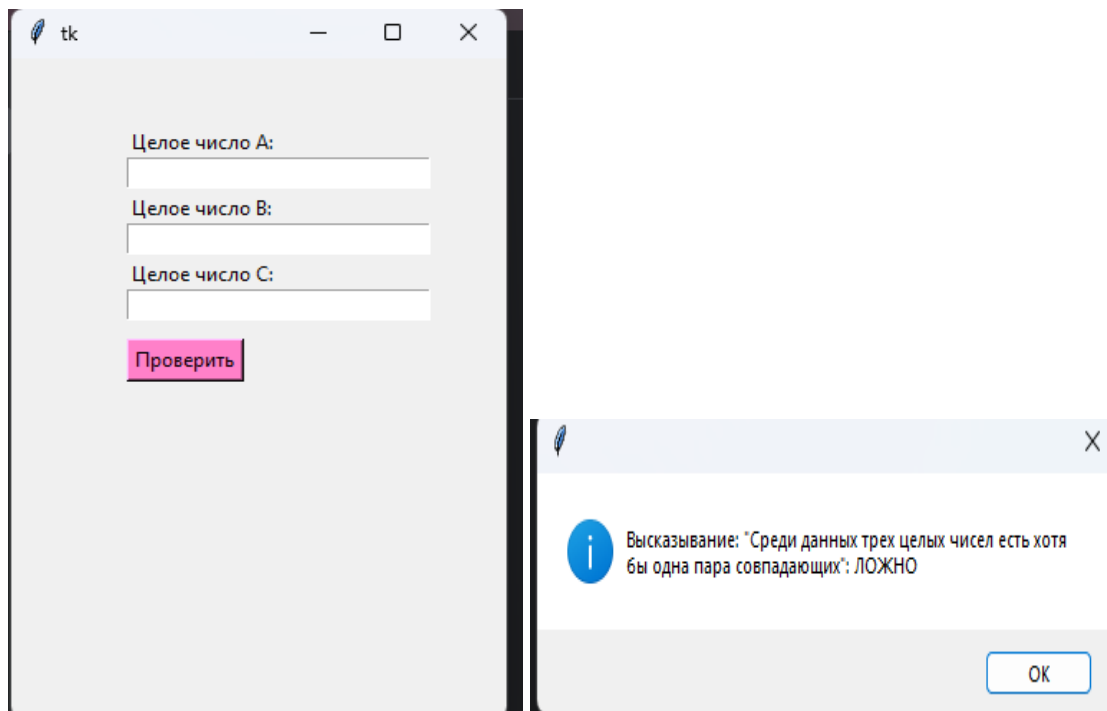 tk
Целое число A:
Целое число B:
Целое число C:
Проверить
Высказывание: "Среди данных трех целых чисел есть хотя
бы одна пара совпадающих": ЛОЖНО
OK